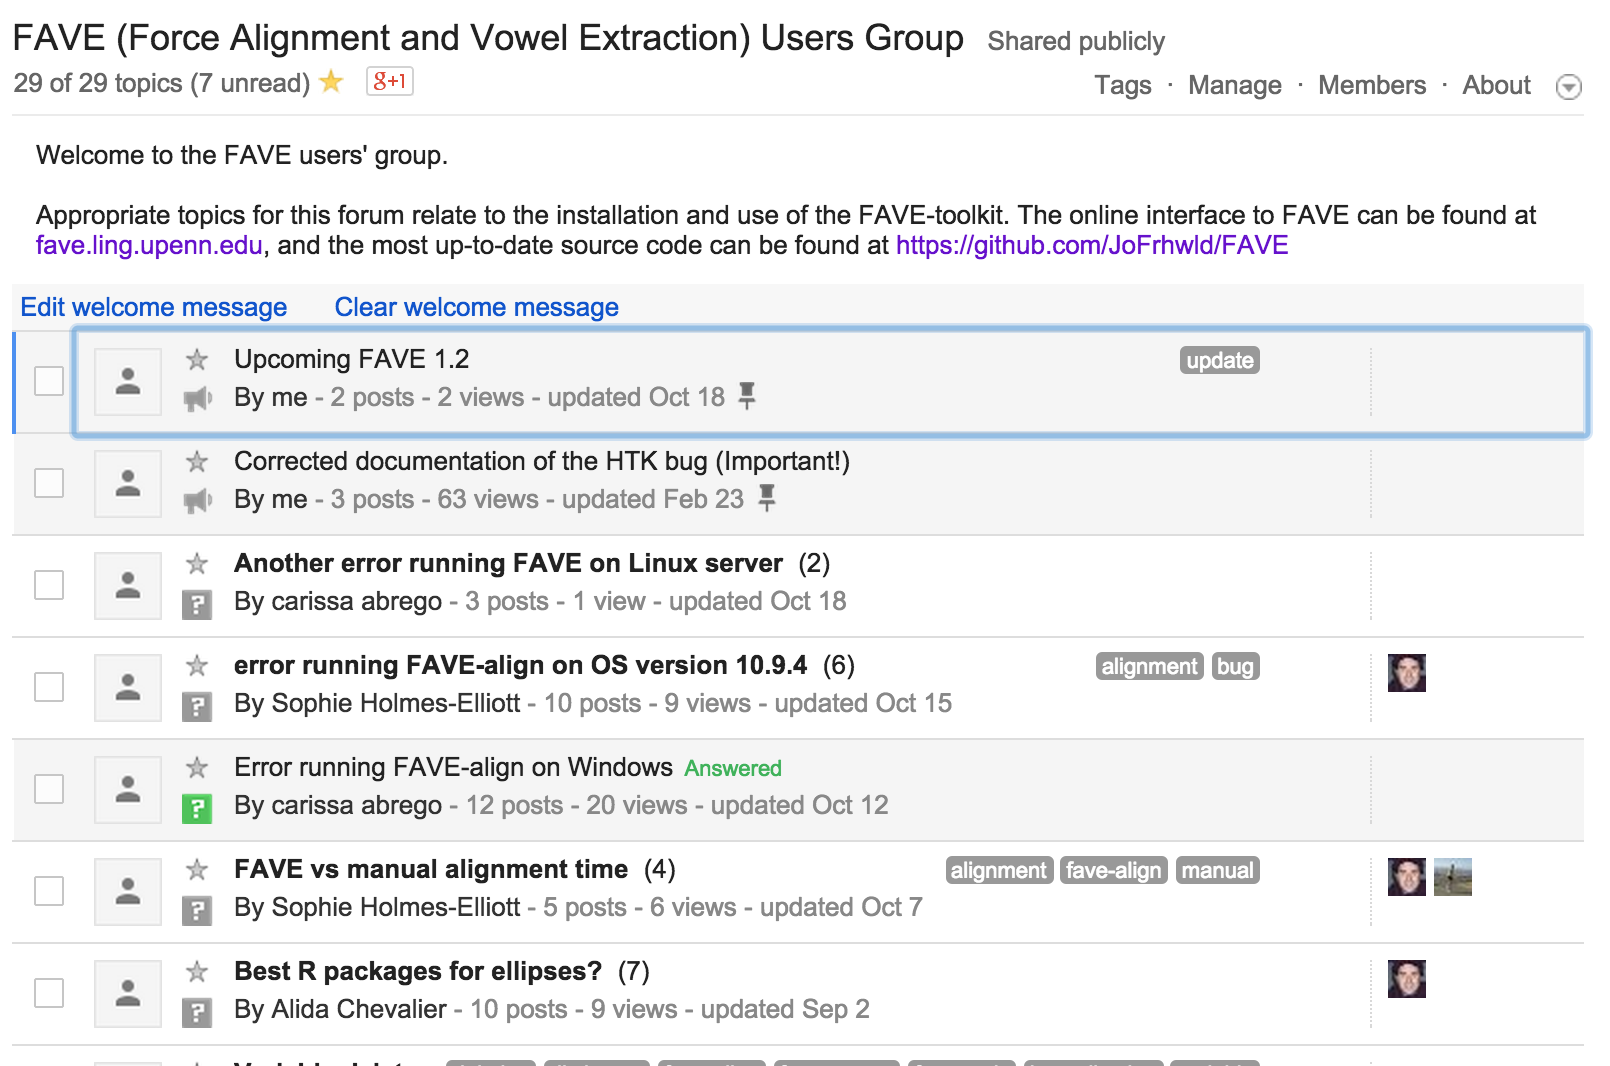 FAVE (Force Alignment and Vowel Extraction) Users Group Shared publicly
29 of 29 topics (7 unread) g+1
Tags · Manage · Members · About
Welcome to the FAVE users' group.
Appropriate topics for this forum relate to the installation and use of the FAVE-toolkit. The online interface to FAVE can be found at
fave.ling.upenn.edu, and the most up-to-date source code can be found at https://github.com/JoFrhwld/FAVE
Edit welcome message Clear welcome message
Upcoming FAVE 1.2 update
By me - 2 posts - 2 views - updated Oct 18
Corrected documentation of the HTK bug (Important!)
By me - 3 posts - 63 views - updated Feb 23
Another error running FAVE on Linux server (2)
? By carissa abrego - 3 posts - 1 view - updated Oct 18
error running FAVE-align on OS version 10.9.4 (6) alignment bug
? By Sophie Holmes-Elliott - 10 posts - 9 views - updated Oct 15
Error running FAVE-align on Windows Answered
? By carissa abrego - 12 posts - 20 views - updated Oct 12
FAVE vs manual alignment time (4) alignment fave-align manual
? By Sophie Holmes-Elliott - 5 posts - 6 views - updated Oct 7
Best R packages for ellipses? (7)
? By Alida Chevalier - 10 posts - 9 views - updated Sep 2